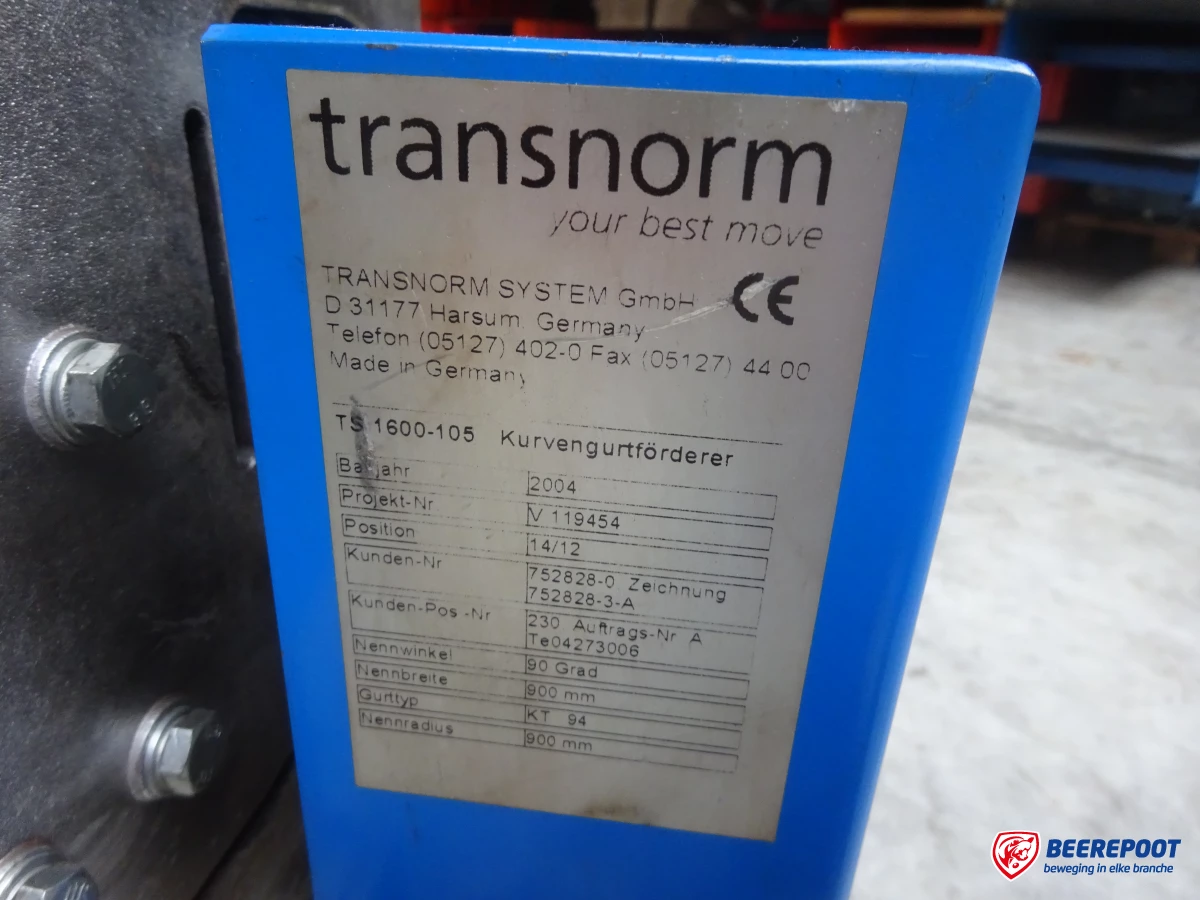 transnorm
your best move
TRANSNORM SYSTEM GmbH CE
D 31177 Harsum, Germany
Telefon (05127) 402-0 Fax (05127) 44 00
Made in Germany
TS 1600-105 Kurvengurtförderer
Baujahr 2004
Projekt-Nr V 119454
Position 14/12
Kunden-Nr 752828-0 Zeichnung
752828-3-A
Kunden-Pos.-Nr 230 Auftrags-Nr A
Te04273006
Nennwinkel 90 Grad
Nennbreite 900 mm
Gurttyp KT 94
Nennradius 900 mm
BEEREPOOT
beweging in elke branche